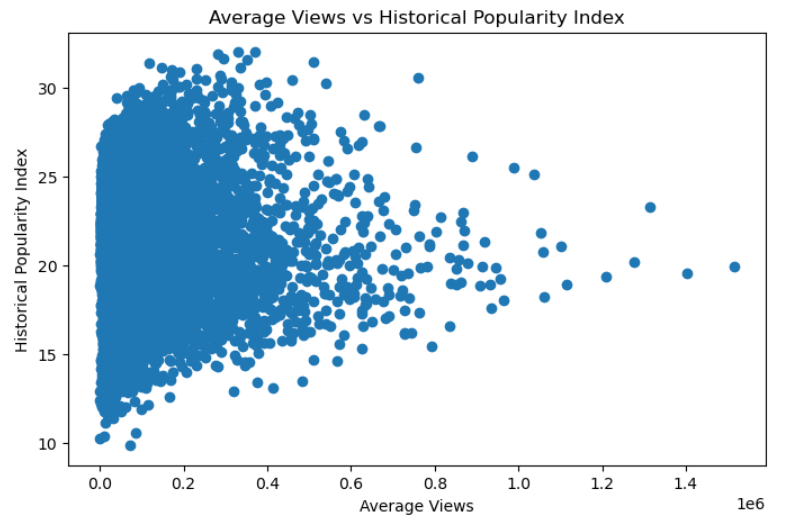 Average Views vs Historical Popularity Index
Historical Popularity Index
30
25
20
15
10
0.0 0.2 0.4 0.6 0.8 1.0 1.2 1.4
1e6
Average Views